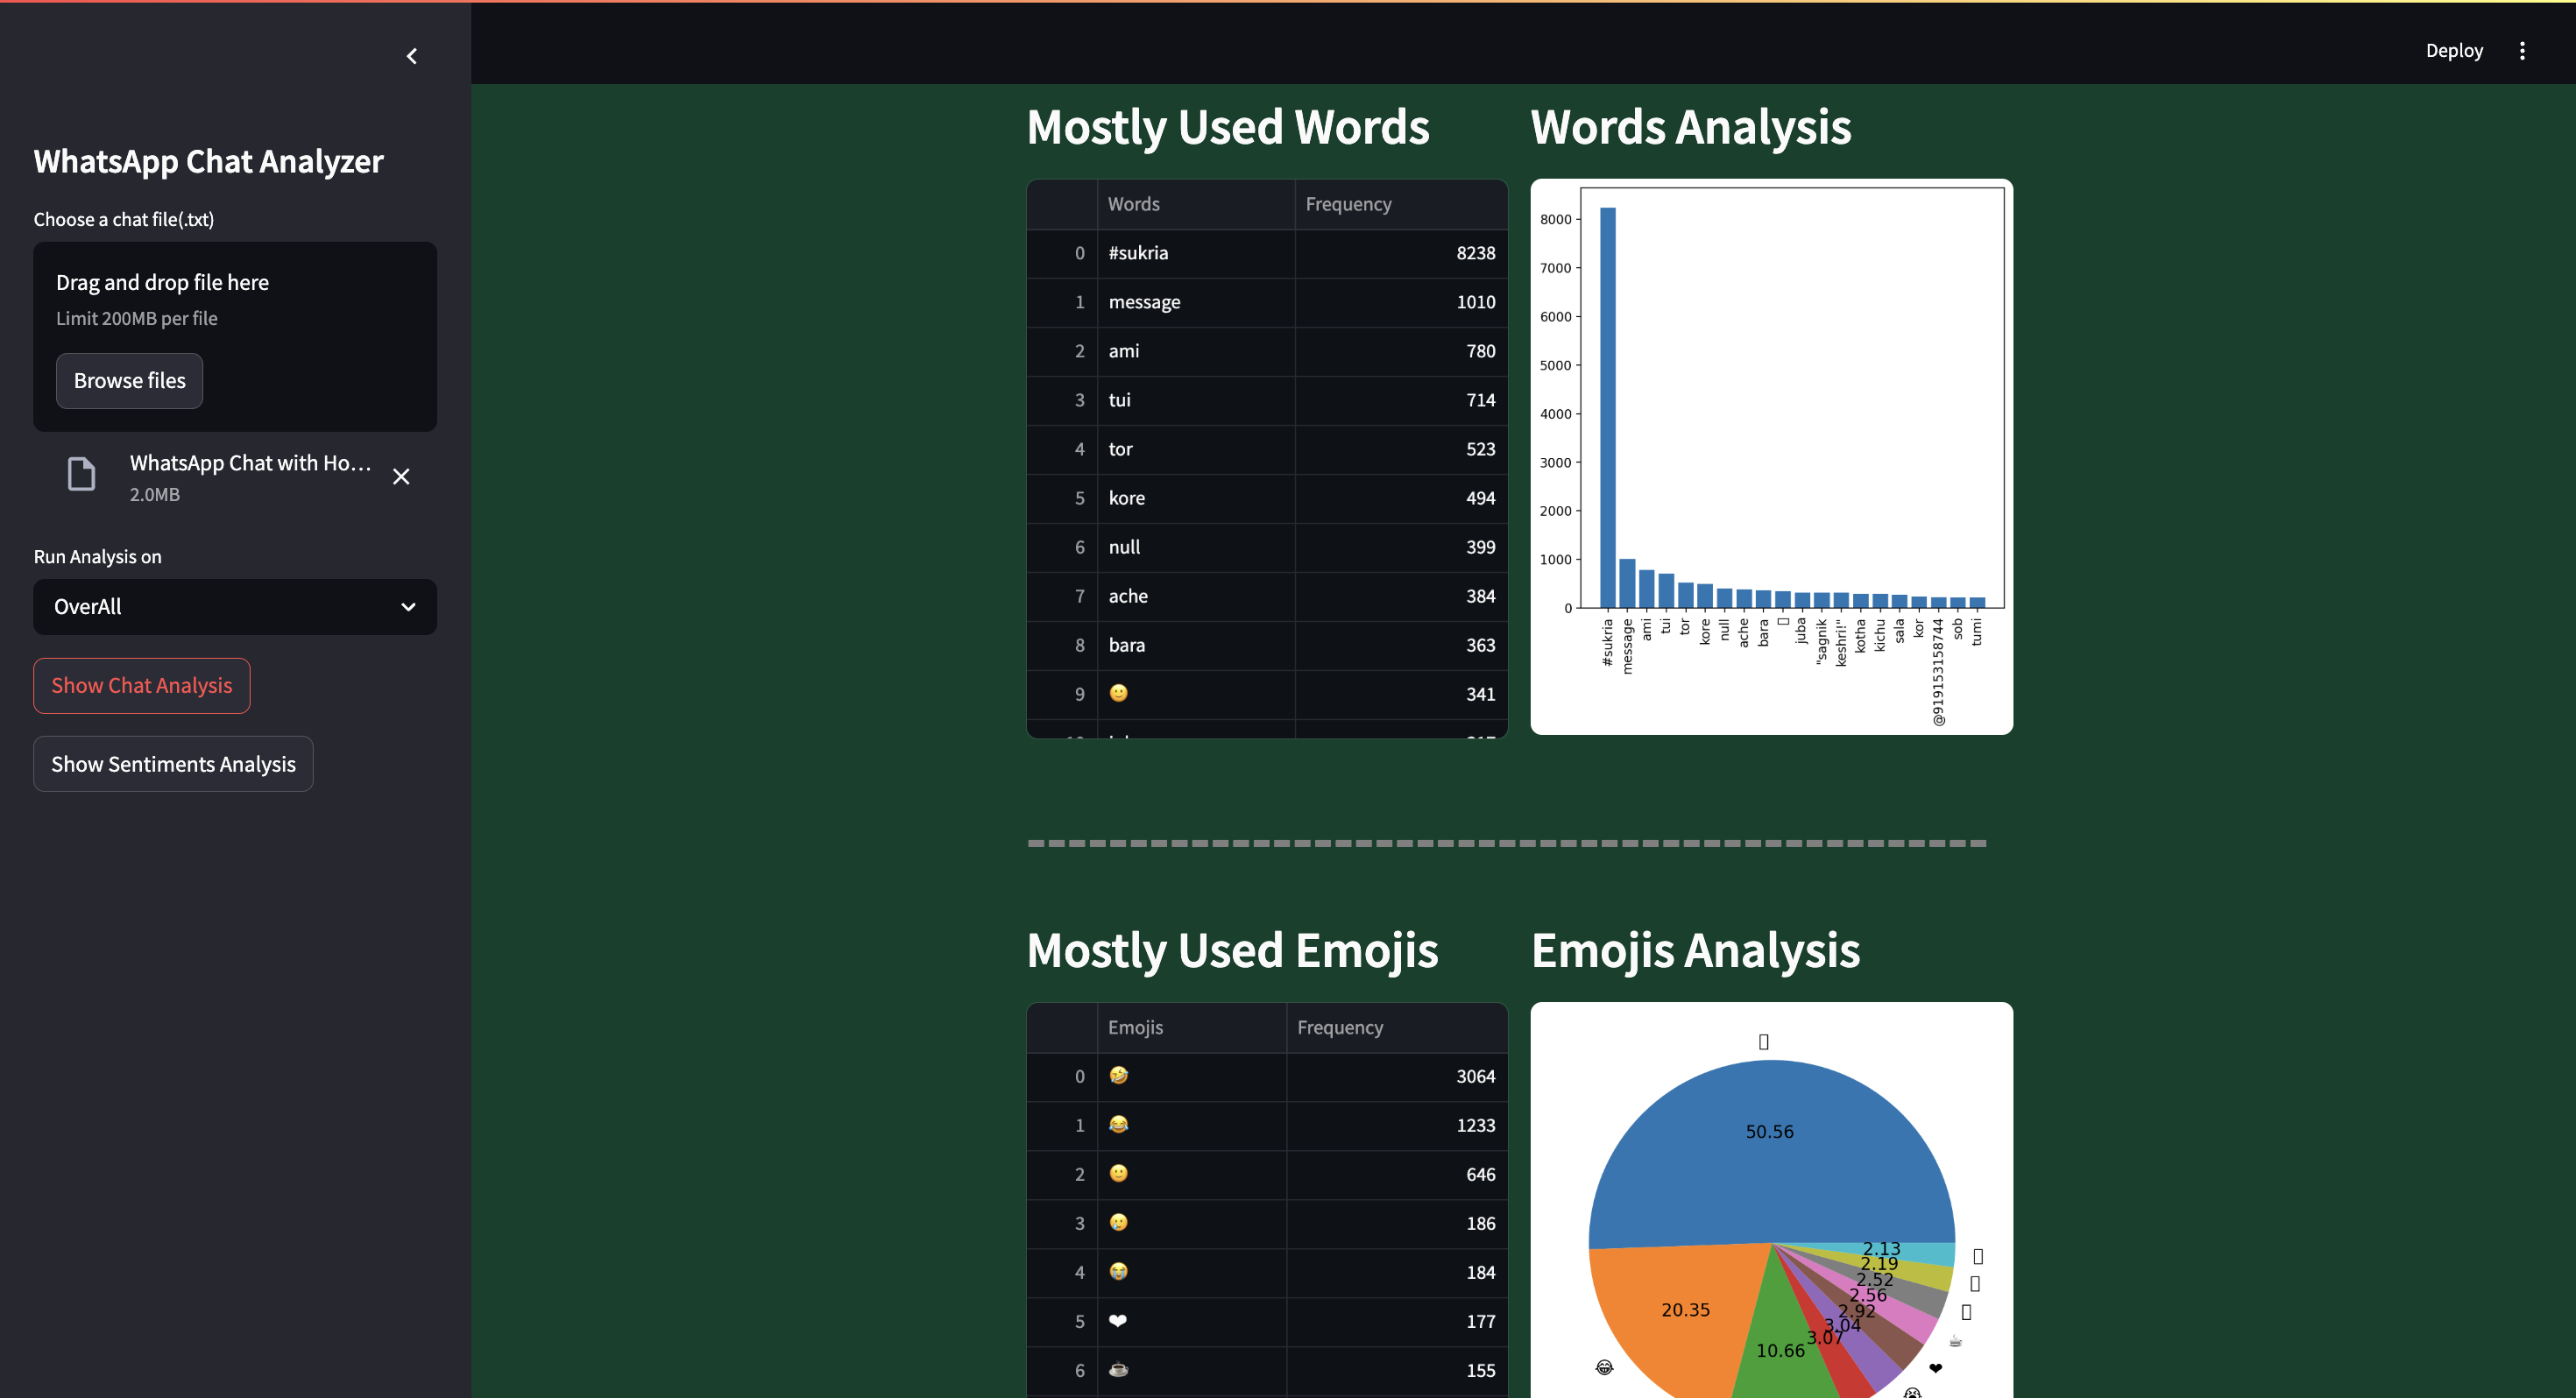 Deploy
WhatsApp Chat Analyzer
Choose a chat file(.txt)
Drag and drop file here
Limit 200MB per file
Browse files
WhatsApp Chat with Ho...
2.0MB
Run Analysis on
OverAll
Show Chat Analysis
Show Sentiments Analysis
Mostly Used Words
Words Frequency
0 #sukria 8238
1 message 1010
2 ami 780
3 tui 714
4 tor 523
5 kore 494
6 null 399
7 ache 384
8 bara 363
9 🙂 341
Words Analysis
8000
7000
6000
5000
4000
3000
2000
1000
0
#sukria
message
ami
tui
tor
kore
null
ache
bara
juba
"sagnik
keshri!"
kotha
kichu
sala
kor
@919153158744
sob
tumi
Mostly Used Emojis
Emojis Frequency
0 🤣 3064
1 😂 1233
2 🙂 646
3 🥲 186
4 😭 184
5 ❤ 177
6 ☕ 155
Emojis Analysis
50.56
2.13
2.19
2.52
2.56
2.92
3.04
3.07
10.66
20.35